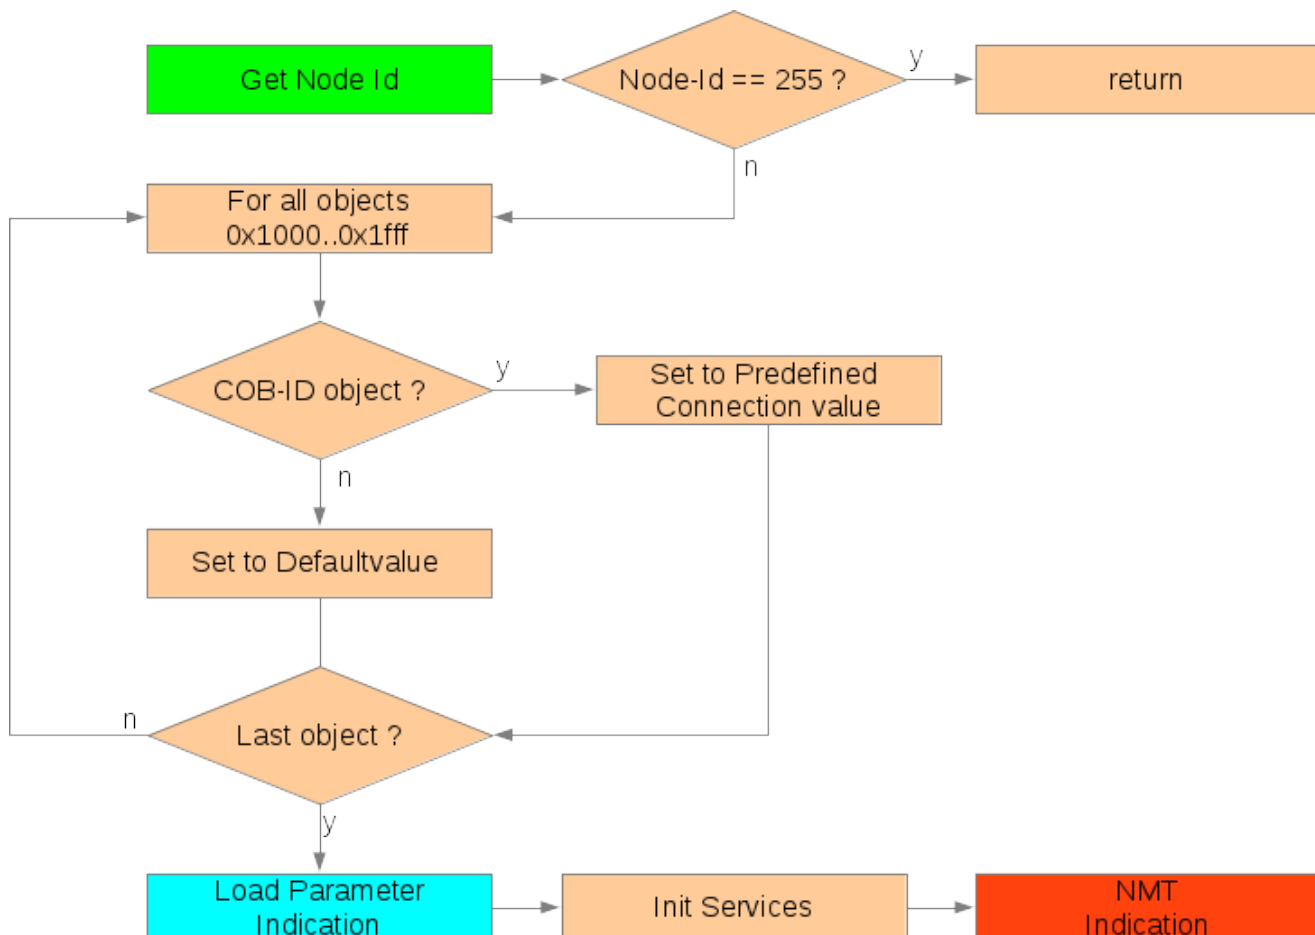 Get Node Id
Node-Id == 255 ?
y
return
n
For all objects
0x1000..0x1fff
COB-ID object ?
y
Set to Predefined
Connection value
n
Set to Defaultvalue
n
Last object ?
y
Load Parameter
Indication
Init Services
NMT
Indication